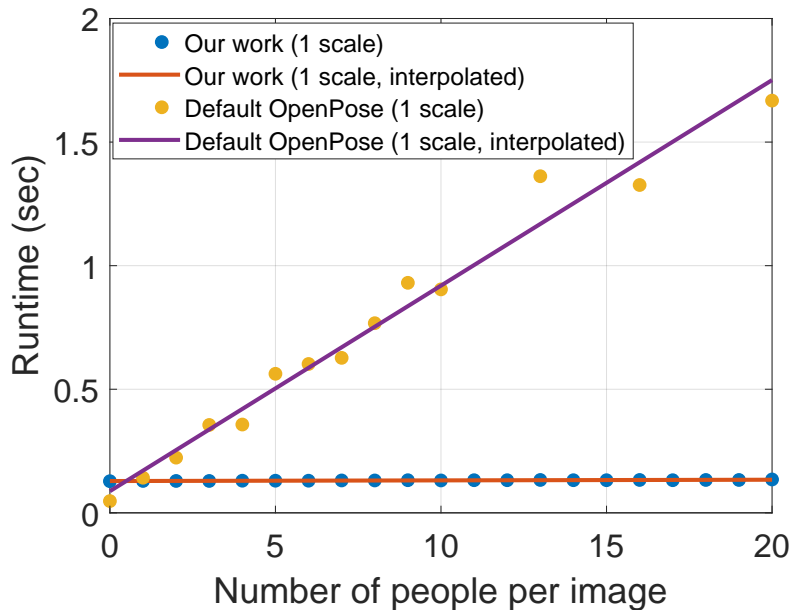 2
Our work (1 scale)
Our work (1 scale, interpolated)
Default OpenPose (1 scale)
Default OpenPose (1 scale, interpolated)
1.5
1
0.5
0
Runtime (sec)
0 5 10 15 20
Number of people per image